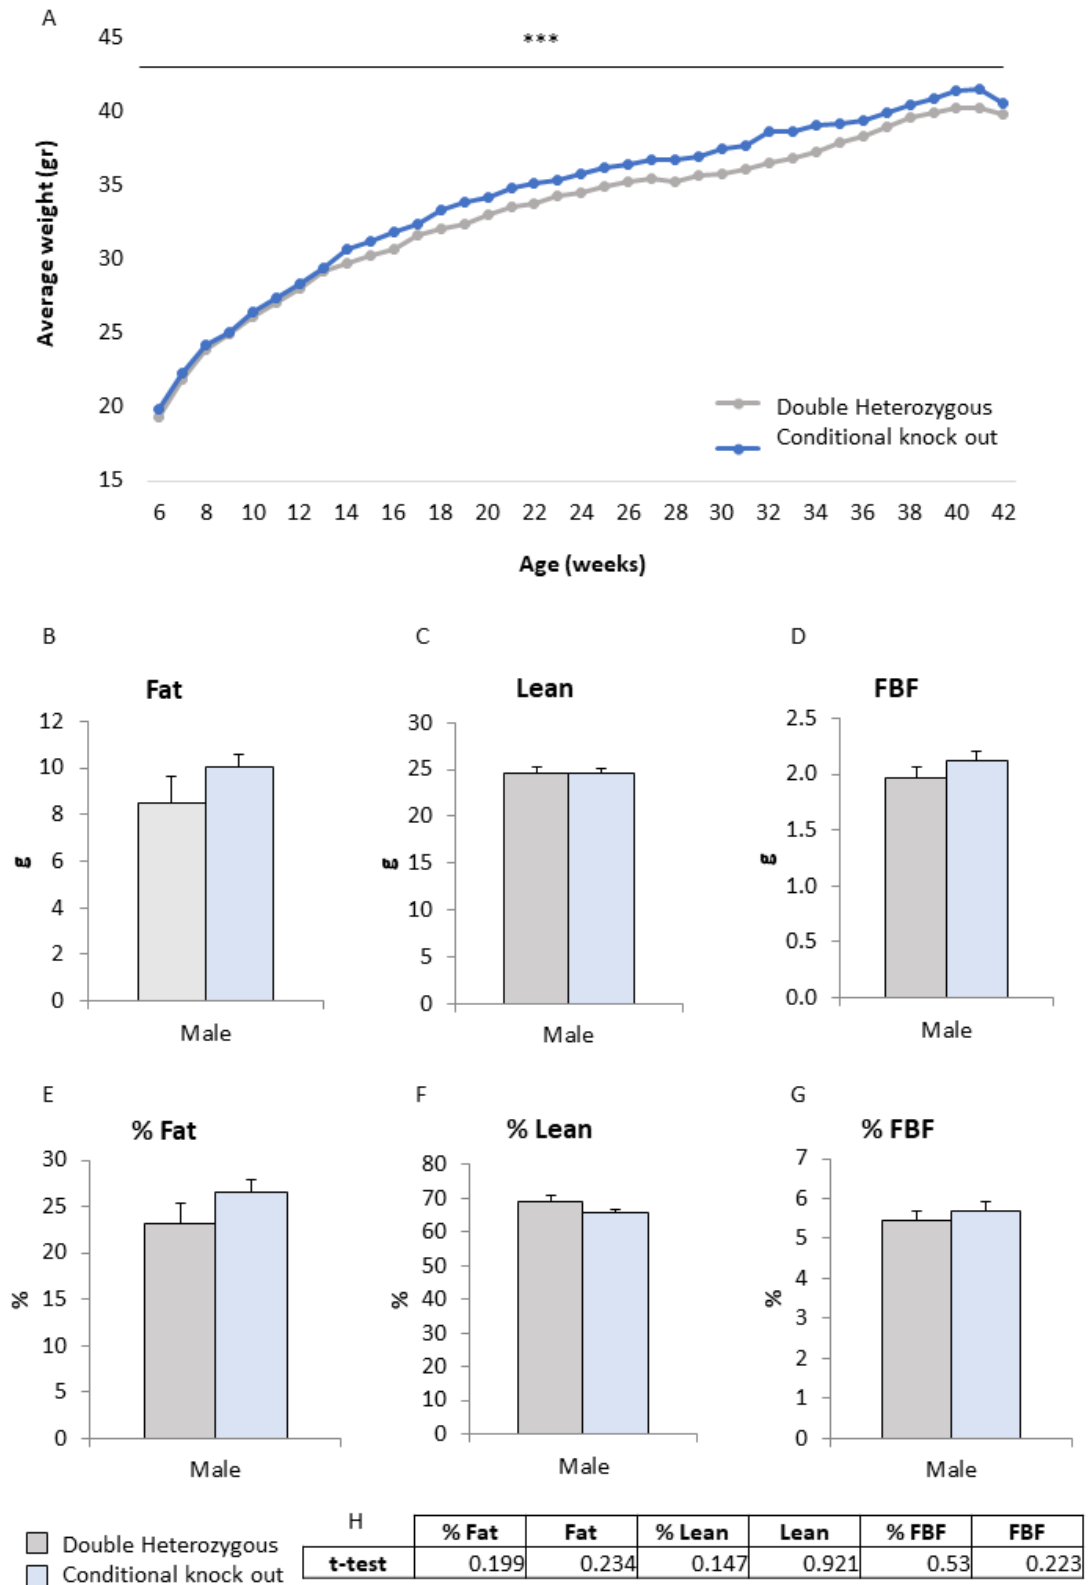 A
45
***
40
35
30
25
20
15
Average weight (gr)
Double Heterozygous
Conditional knock out
6 8 10 12 14 16 18 20 22 24 26 28 30 32 34 36 38 40 42
Age (weeks)
B C D
Fat
12
10
8
6
4
2
0
g
Male
Lean
30
25
20
15
10
5
0
g
Male
FBF
2.5
2.0
1.5
1.0
0.5
0.0
g
Male
E F G
% Fat
30
25
20
15
10
5
0
%
Male
% Lean
80
70
60
50
40
30
20
10
0
%
Male
% FBF
7
6
5
4
3
2
1
0
%
Male
Double Heterozygous
Conditional knock out
H
% Fat Fat % Lean Lean % FBF FBF
t-test 0.199 0.234 0.147 0.921 0.53 0.223